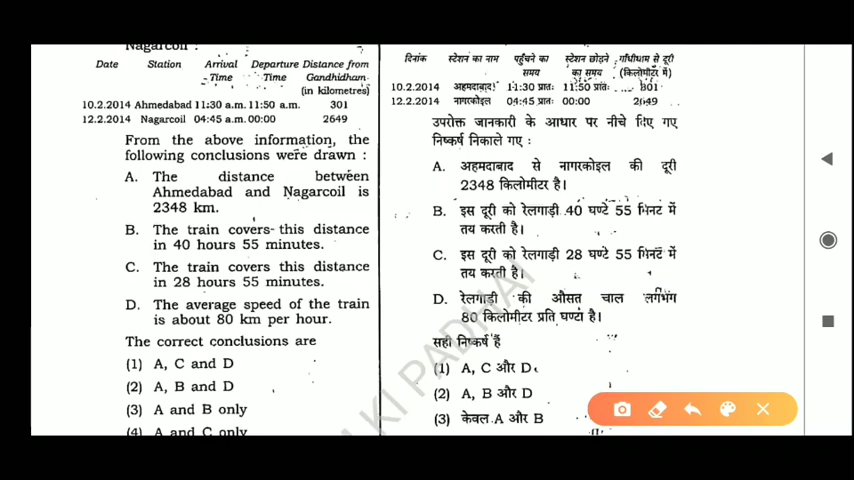 Nagarcoil :
Date Station Arrival Departure Distance from
Time Time Gandhidham
(in kilometres)
10.2.2014 Ahmedabad 11:30 a.m. 11:50 a.m. 301
12.2.2014 Nagarcoil 04:45 a.m. 00:00 2649
From the above information, the
following conclusions were drawn :
A. The distance between
Ahmedabad and Nagarcoil is
2348 km.
B. The train covers this distance
in 40 hours 55 minutes.
C. The train covers this distance
in 28 hours 55 minutes.
D. The average speed of the train
is about 80 km per hour.
The correct conclusions are
(1) A, C and D
(2) A, B and D
(3) A and B only
(4) A and C only
दिनांक स्टेशन का नाम पहुँचने का स्टेशन छोड़ने गाँधीधाम से दूरी
समय का समय (किलोमीटर में)
10.2.2014 अहमदाबाद 11:30 प्रातः 11:50 प्रातः 301
12.2.2014 नागरकोइल 04:45 प्रातः 00:00 2649
उपरोक्त जानकारी के आधार पर नीचे दिए गए
निष्कर्ष निकाले गए :
A. अहमदाबाद से नागरकोइल की दूरी
2348 किलोमीटर है।
B. इस दूरी को रेलगाड़ी 40 घण्टे 55 मिनट में
तय करती है।
C. इस दूरी को रेलगाड़ी 28 घण्टे 55 मिनट में
तय करती है।
D. रेलगाड़ी की औसत चाल लगभग
80 किलोमीटर प्रति घण्टा है।
सही निष्कर्ष हैं
(1) A, C और D
(2) A, B और D
(3) केवल A और B
KI PADHAI